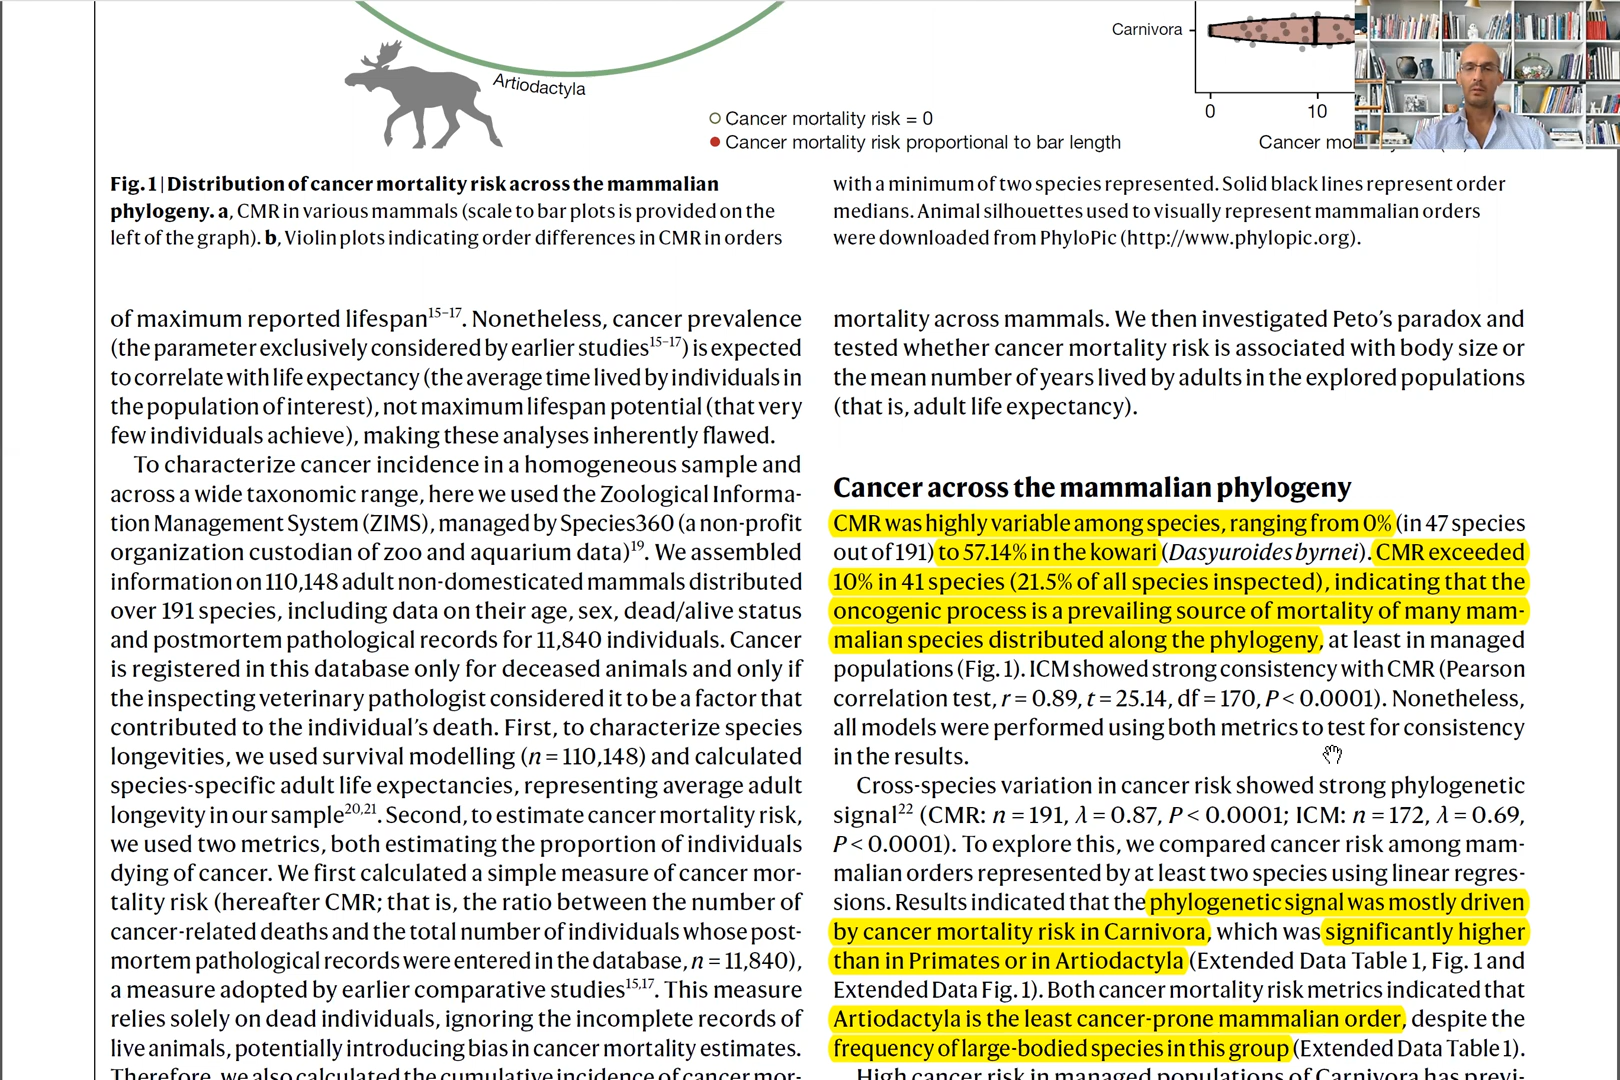 Carnivora
Artiodactyla
0 10
Cancer mortality risk = 0
Cancer mortality risk proportional to bar length
Cancer
Fig. 1 | Distribution of cancer mortality risk across the mammalian
phylogeny. a, CMR in various mammals (scale to bar plots is provided on the
left of the graph). b, Violin plots indicating order differences in CMR in orders
with a minimum of two species represented. Solid black lines represent order
medians. Animal silhouettes used to visually represent mammalian orders
were downloaded from PhyloPic (http://www.phylopic.org).
of maximum reported lifespan15–17. Nonetheless, cancer prevalence
(the parameter exclusively considered by earlier studies15–17) is expected
to correlate with life expectancy (the average time lived by individuals in
the population of interest), not maximum lifespan potential (that very
few individuals achieve), making these analyses inherently flawed.
To characterize cancer incidence in a homogeneous sample and
across a wide taxonomic range, here we used the Zoological Informa-
tion Management System (ZIMS), managed by Species360 (a non-profit
organization custodian of zoo and aquarium data)19. We assembled
information on 110,148 adult non-domesticated mammals distributed
over 191 species, including data on their age, sex, dead/alive status
and postmortem pathological records for 11,840 individuals. Cancer
is registered in this database only for deceased animals and only if
the inspecting veterinary pathologist considered it to be a factor that
contributed to the individual's death. First, to characterize species
longevities, we used survival modelling (n = 110,148) and calculated
species-specific adult life expectancies, representing average adult
longevity in our sample20,21. Second, to estimate cancer mortality risk,
we used two metrics, both estimating the proportion of individuals
dying of cancer. We first calculated a simple measure of cancer mor-
tality risk (hereafter CMR; that is, the ratio between the number of
cancer-related deaths and the total number of individuals whose post-
mortem pathological records were entered in the database, n = 11,840),
a measure adopted by earlier comparative studies15,17. This measure
relies solely on dead individuals, ignoring the incomplete records of
live animals, potentially introducing bias in cancer mortality estimates.
Therefore, we also calculated the cumulative incidence of cancer mor-
mortality across mammals. We then investigated Peto's paradox and
tested whether cancer mortality risk is associated with body size or
the mean number of years lived by adults in the explored populations
(that is, adult life expectancy).
Cancer across the mammalian phylogeny
CMR was highly variable among species, ranging from 0% (in 47 species
out of 191) to 57.14% in the kowari (Dasyuroides byrnei). CMR exceeded
10% in 41 species (21.5% of all species inspected), indicating that the
oncogenic process is a prevailing source of mortality of many mam-
malian species distributed along the phylogeny, at least in managed
populations (Fig. 1). ICM showed strong consistency with CMR (Pearson
correlation test, r = 0.89, t = 25.14, df = 170, P < 0.0001). Nonetheless,
all models were performed using both metrics to test for consistency
in the results.
Cross-species variation in cancer risk showed strong phylogenetic
signal22 (CMR: n = 191, λ = 0.87, P < 0.0001; ICM: n = 172, λ = 0.69,
P < 0.0001). To explore this, we compared cancer risk among mam-
malian orders represented by at least two species using linear regres-
sions. Results indicated that the phylogenetic signal was mostly driven
by cancer mortality risk in Carnivora, which was significantly higher
than in Primates or in Artiodactyla (Extended Data Table 1, Fig. 1 and
Extended Data Fig. 1). Both cancer mortality risk metrics indicated that
Artiodactyla is the least cancer-prone mammalian order, despite the
frequency of large-bodied species in this group (Extended Data Table 1).
High cancer risk in managed populations of Carnivora has previ-